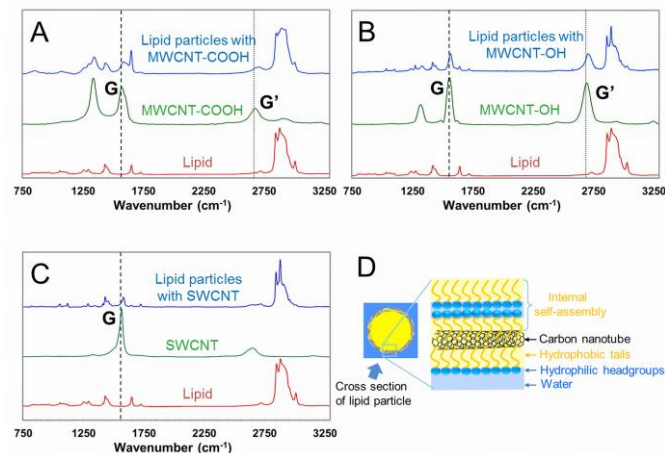 A
Lipid particles with
MWCNT-COOH
G
MWCNT-COOH
G’
Lipid
750 1250 1750 2250 2750 3250
Wavenumber (cm⁻¹)
B
Lipid particles with
MWCNT-OH
G
MWCNT-OH
G’
Lipid
750 1250 1750 2250 2750 3250
Wavenumber (cm⁻¹)
C
Lipid particles
with SWCNT
G
SWCNT
Lipid
750 1250 1750 2250 2750 3250
Wavenumber (cm⁻¹)
D
Internal
self-assembly
Carbon nanotube
Hydrophobic tails
Hydrophilic headgroups
Water
Cross section
of lipid particle